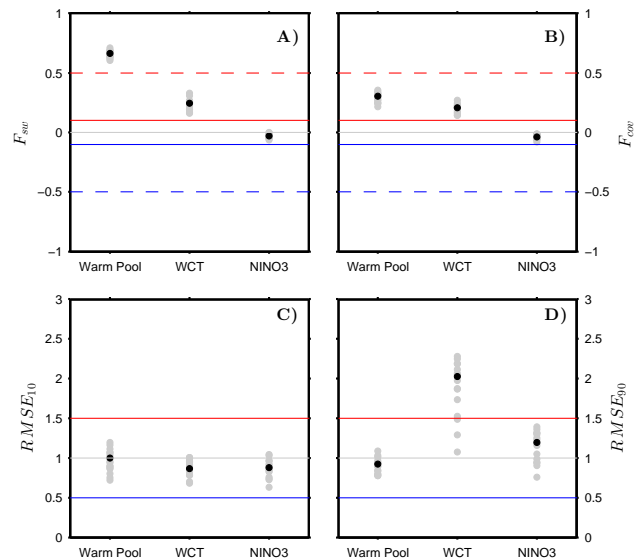 1
0.5
0
−0.5
−1
F_sw
A)
Warm Pool
WCT
NINO3
B)
1
0.5
0
−0.5
−1
F_cov
Warm Pool
WCT
NINO3
3
2.5
2
1.5
1
0.5
0
RMSE_10
C)
Warm Pool
WCT
NINO3
D)
3
2.5
2
1.5
1
0.5
0
RMSE_90
Warm Pool
WCT
NINO3